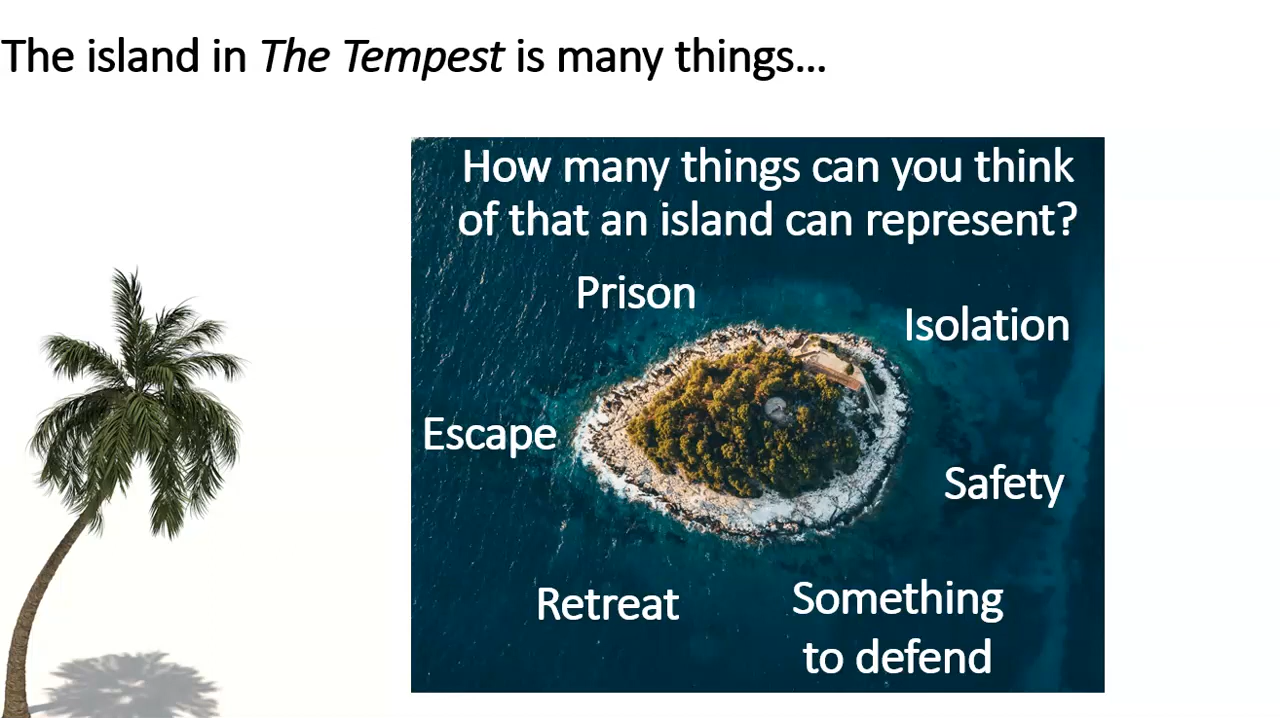 The island in The Tempest is many things...
How many things can you think
of that an island can represent?
Prison
Isolation
Escape
Safety
Retreat
Something
to defend